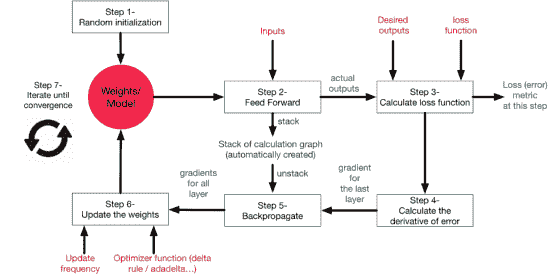 Step 1-
Random initialization
Desired
outputs
loss
function
Inputs
Step 7-
Iterate until
convergence
Weights/
Model
Step 2-
Feed Forward
actual
outputs
Step 3-
Calculate loss function
Loss (error)
metric
at this step
stack
Stack of calculation graph
(automatically created)
unstack
gradients
for all
layer
gradient
for the
last layer
Step 6-
Update the weights
Step 5-
Backpropagate
Step 4-
Calculate the
derivative of error
Update
frequency
Optimizer function (delta
rule / adadelta...)